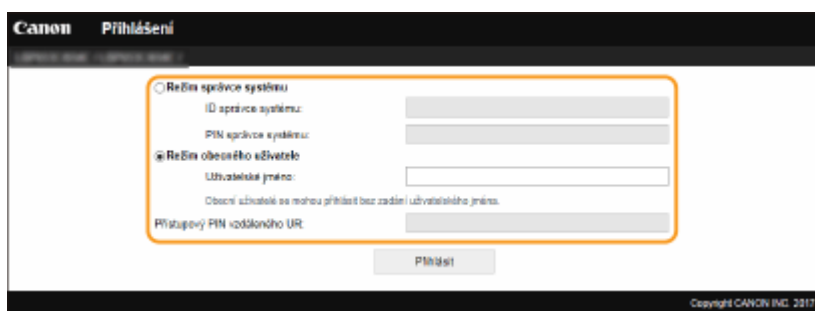 Canon Přihlášení
Režim správce systému
ID správce systému:
PIN správce systému:
Režim obecného uživatele
Uživatelské jméno:
Obecní uživatelé se mohou přihlásit bez zadání uživatelského jména.
Přístupový PIN vzdáleného UR:
Přihlásit
Copyright CANON INC. 2017